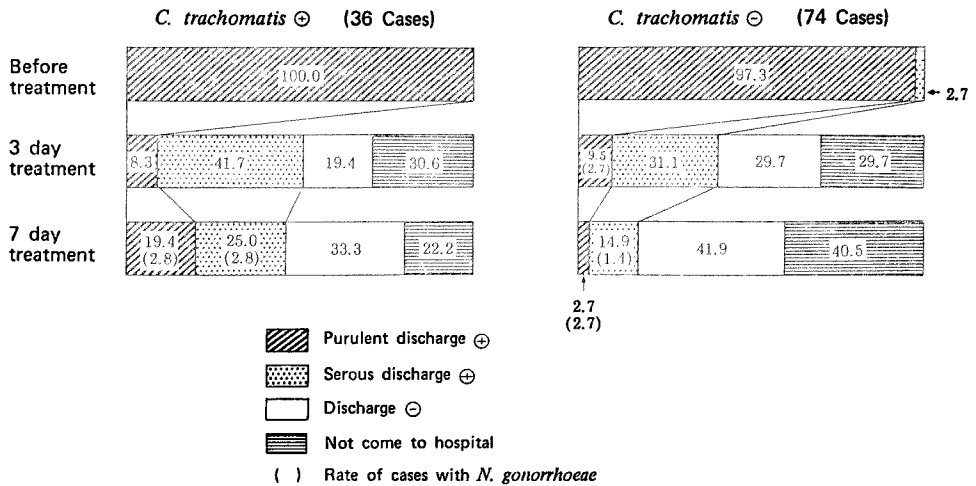 C. trachomatis ⊕ (36 Cases)
C. trachomatis ⊖ (74 Cases)
Before treatment
100.0
97.3
2.7
3 day treatment
8.3 41.7 19.4 30.6
9.5 (2.7) 31.1 29.7 29.7
7 day treatment
19.4 (2.8) 25.0 (2.8) 33.3 22.2
14.9 (1.4) 41.9 40.5
2.7
(2.7)
Purulent discharge ⊕
Serous discharge ⊕
Discharge ⊖
Not come to hospital
( ) Rate of cases with N. gonorrhoeae